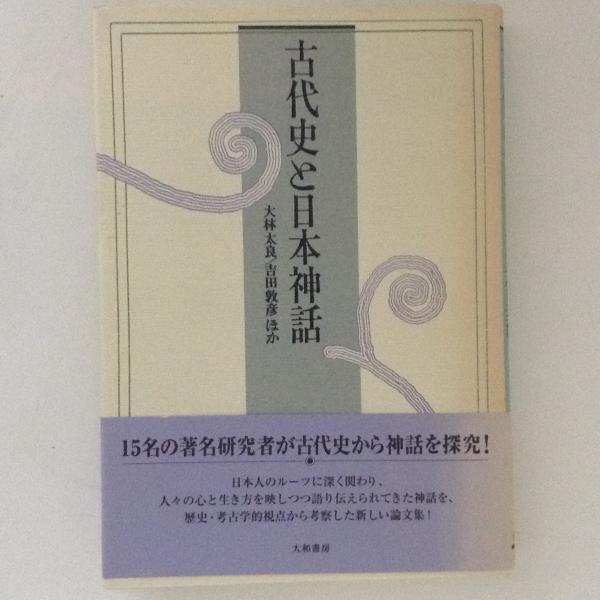 古代史と日本神話
大林太良/吉田敦彦ほか
15名の著名研究者が古代史から神話を探究!
日本人のルーツに深く関わり、
人々の心と生き方を映しつつ語り伝えられてきた神話を、
歴史・考古学的視点から考察した新しい論文集!
大和書房